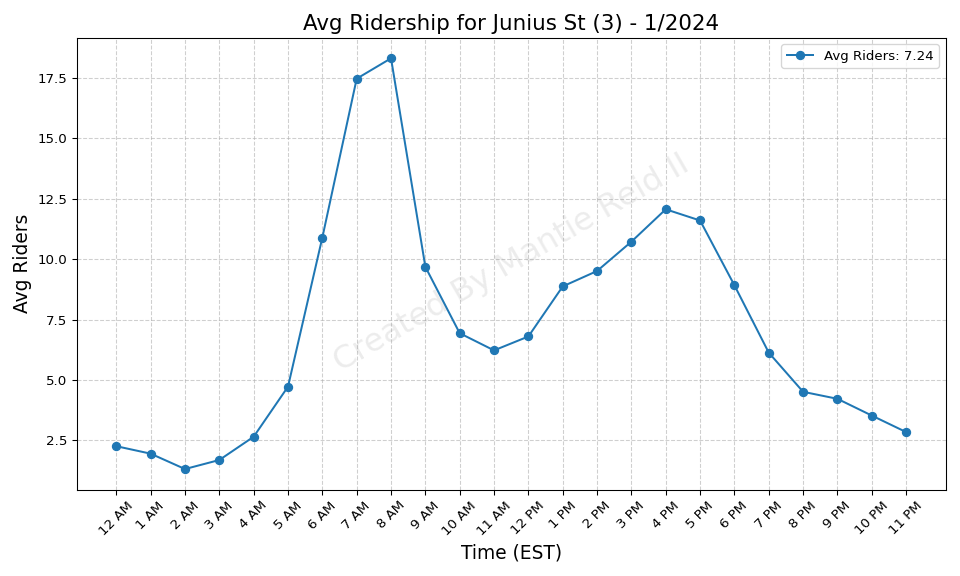 Avg Ridership for Junius St (3) - 1/2024
Avg Riders: 7.24
17.5
15.0
12.5
10.0
7.5
5.0
2.5
Avg Riders
Created By Mantie Reid II
12 AM
1 AM
2 AM
3 AM
4 AM
5 AM
6 AM
7 AM
8 AM
9 AM
10 AM
11 AM
12 PM
1 PM
2 PM
3 PM
4 PM
5 PM
6 PM
7 PM
8 PM
9 PM
10 PM
11 PM
Time (EST)